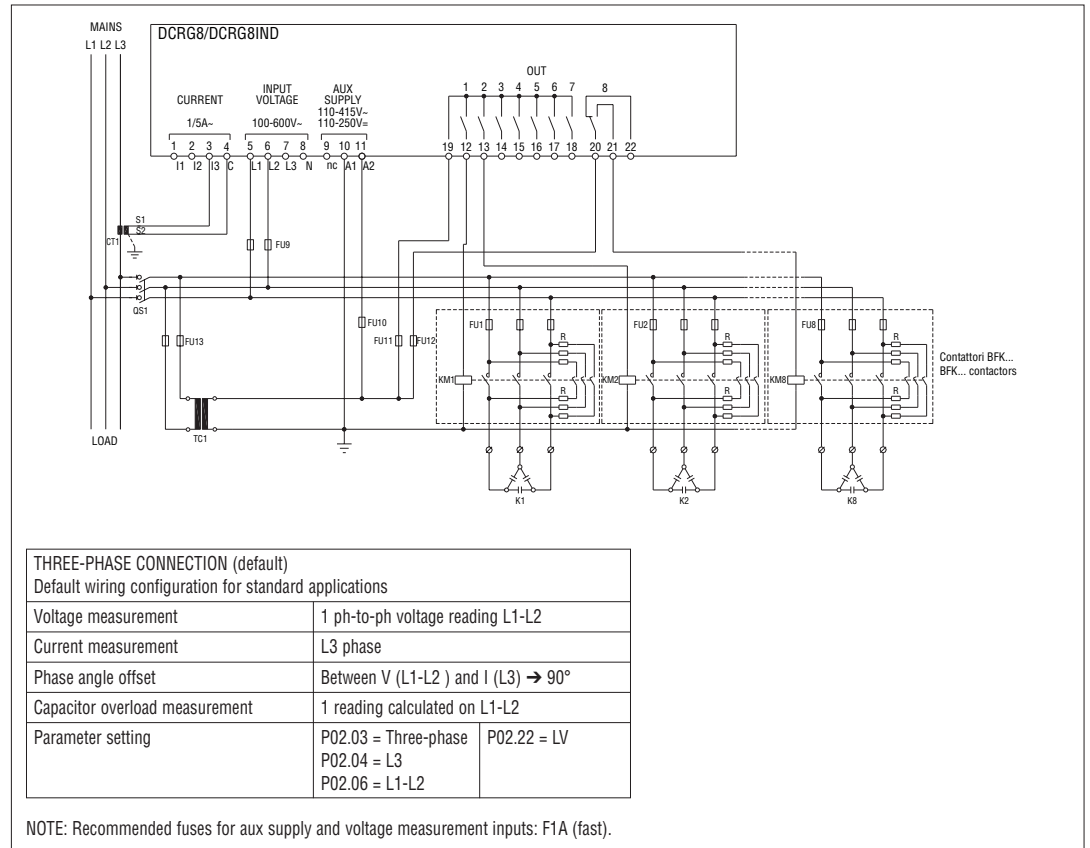 MAINS
L1 L2 L3
DCRG8/DCRG8IND
OUT
1 2 3 4 5 6 7 8
CURRENT
1/5A~
INPUT
VOLTAGE
100-600V~
AUX
SUPPLY
110-415V~
110-250V=
1 2 3 4 5 6 7 8 9 10 11 19 12 13 14 15 16 17 18 20 21 22
I1 I2 I3 C L1 L2 L3 N nc A1 A2
S1
S2
CT1
FU9
QS1
FU13
FU10
FU11
FU12
FU1
R
FU2
R
FU8
R
KM1
KM2
KM8
R
R
R
Contattori BFK...
BFK... contactors
LOAD
TC1
K1
K2
K8
THREE-PHASE CONNECTION (default)
Default wiring configuration for standard applications
Voltage measurement 1 ph-to-ph voltage reading L1-L2
Current measurement L3 phase
Phase angle offset Between V (L1-L2 ) and I (L3) ➔ 90°
Capacitor overload measurement 1 reading calculated on L1-L2
Parameter setting P02.03 = Three-phase P02.22 = LV
P02.04 = L3
P02.06 = L1-L2
NOTE: Recommended fuses for aux supply and voltage measurement inputs: F1A (fast).